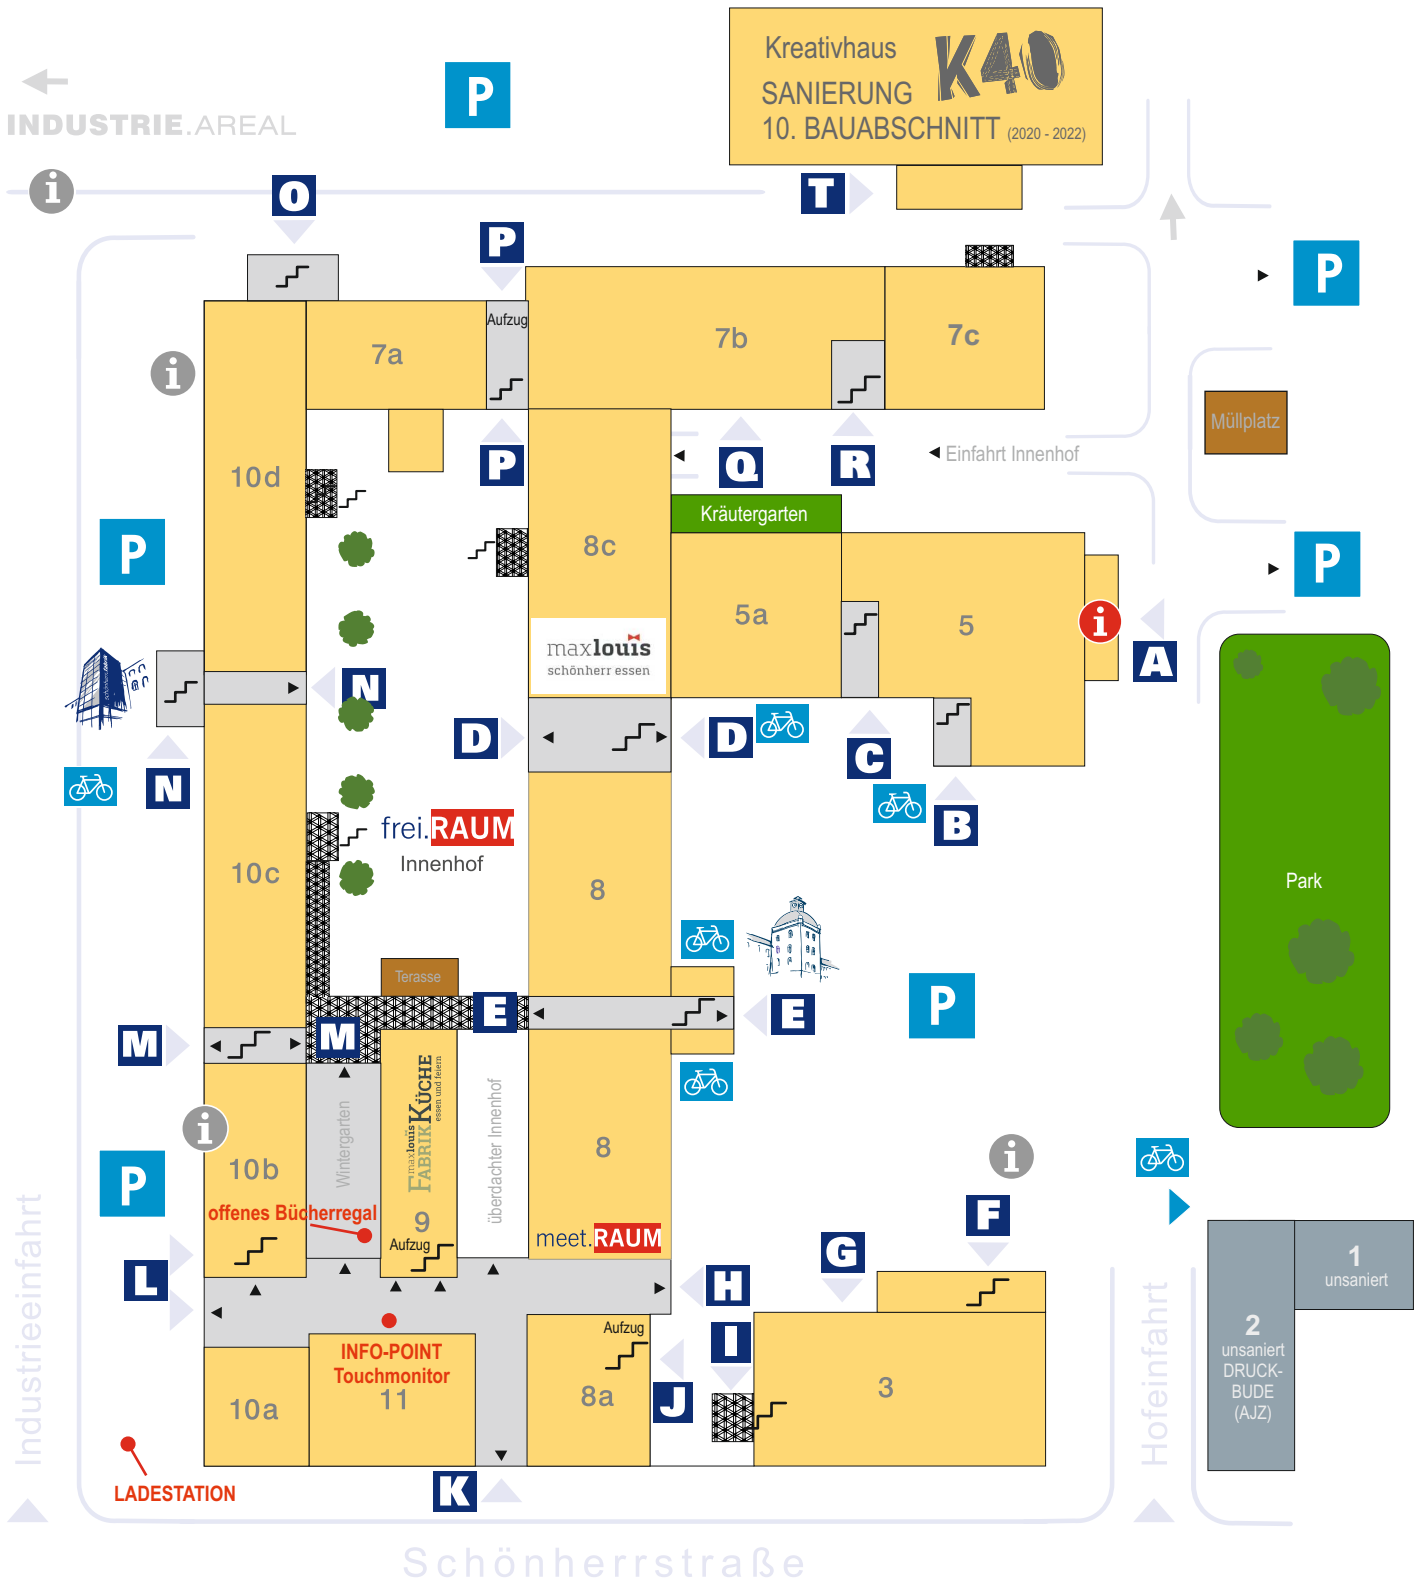 Kreativhaus K40
SANIERUNG
10. BAUABSCHNITT (2020 - 2022)
P
INDUSTRIE.AREAL
i
O
T
P
P
Aufzug
7a
7b
7c
i
Müllplatz
10d
P
Q
R
Einfahrt Innenhof
Kräutergarten
P
8c
P
5a
5
i
maxlouis
schönherr essen
A
N
schönherr.fabrik
D
D
C
N
B
frei.RAUM
Innenhof
10c
8
Park
Terasse
P
E
E
M
M
maxlouis
FABRIKKÜCHE
essen und feiern
Wintergarten
überdachter Innenhof
i
8
i
10b
P
offenes Bücherregal
9
Aufzug
meet.RAUM
F
G
L
H
1
unsaniert
I
2
unsaniert
DRUCK-
BUDE
(AJZ)
Aufzug
INFO-POINT
Touchmonitor
11
10a
8a
J
3
Industrieeinfahrt
Hofeinfahrt
LADESTATION
K
Schönherrstraße